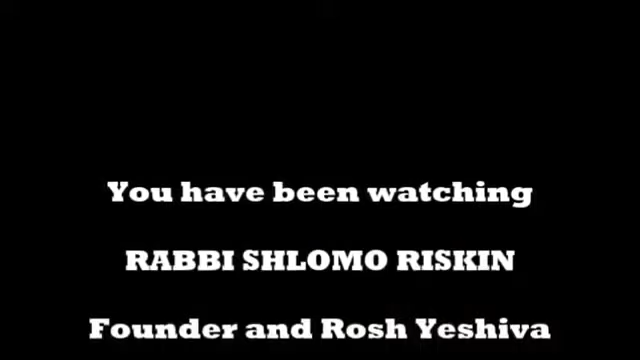 You have been watching
RABBI SHLOMO RISKIN
Founder and Rosh Yeshiva